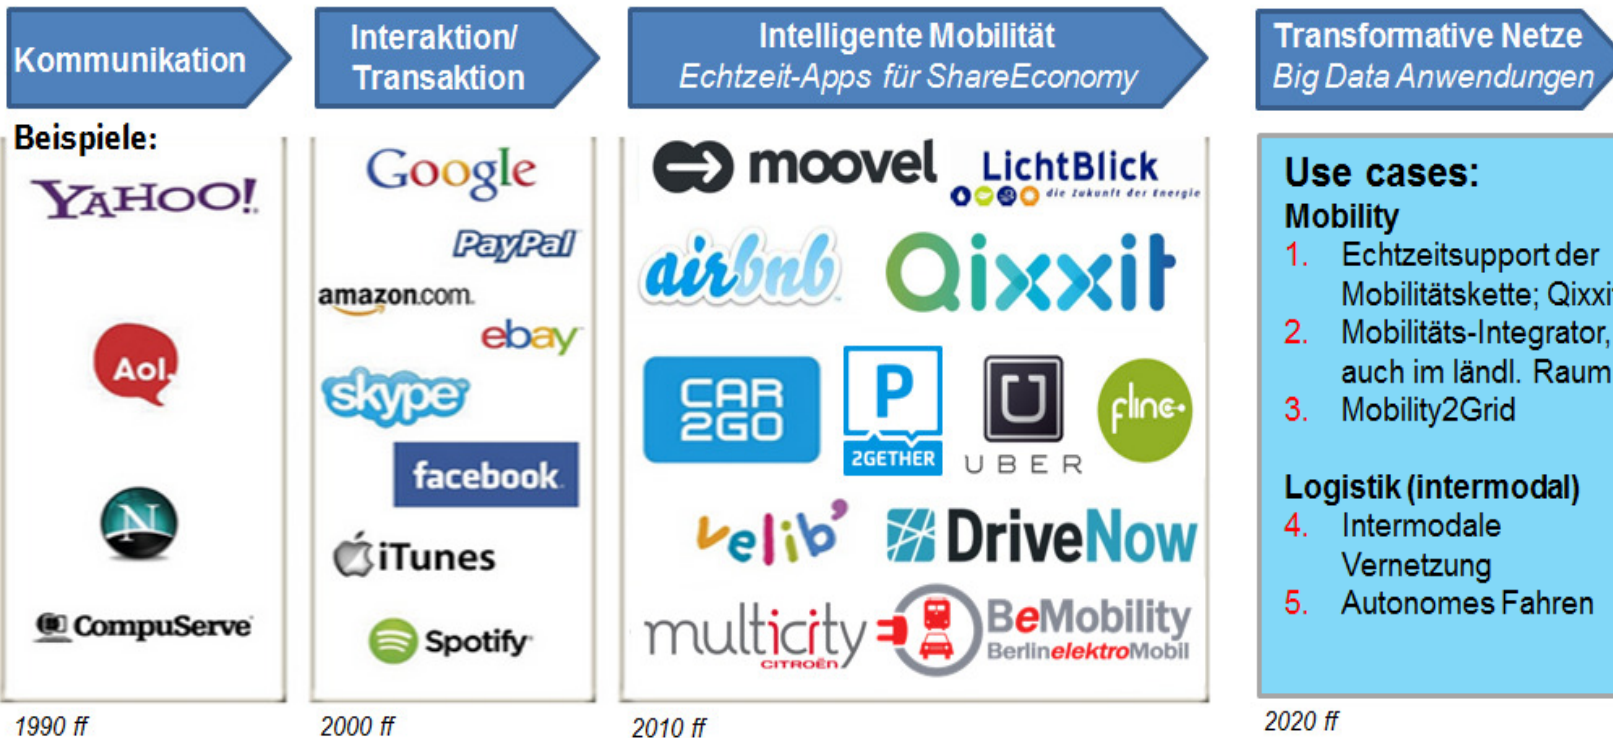 Kommunikation
Interaktion/
Transaktion
Intelligente Mobilität
Echtzeit-Apps für ShareEconomy
Transformative Netze
Big Data Anwendungen
Beispiele:
YAHOO!
Aol.
N
CompuServe
1990 ff
Google
PayPal
amazon.com.
ebay
skype
facebook
iTunes
Spotify
2000 ff
moovel
LichtBlick
die Zukunft der Energie
airbnb
Qixxit
CAR
2GO
P
2GETHER
U
UBER
flinc
velib'
DriveNow
multicity
CITROËN
BeMobility
BerlinelektroMobil
2010 ff
Use cases:
Mobility
1. Echtzeitsupport der
Mobilitätskette; Qixxit
2. Mobilitäts-Integrator,
auch im ländl. Raum
3. Mobility2Grid
Logistik (intermodal)
4. Intermodale
Vernetzung
5. Autonomes Fahren
2020 ff